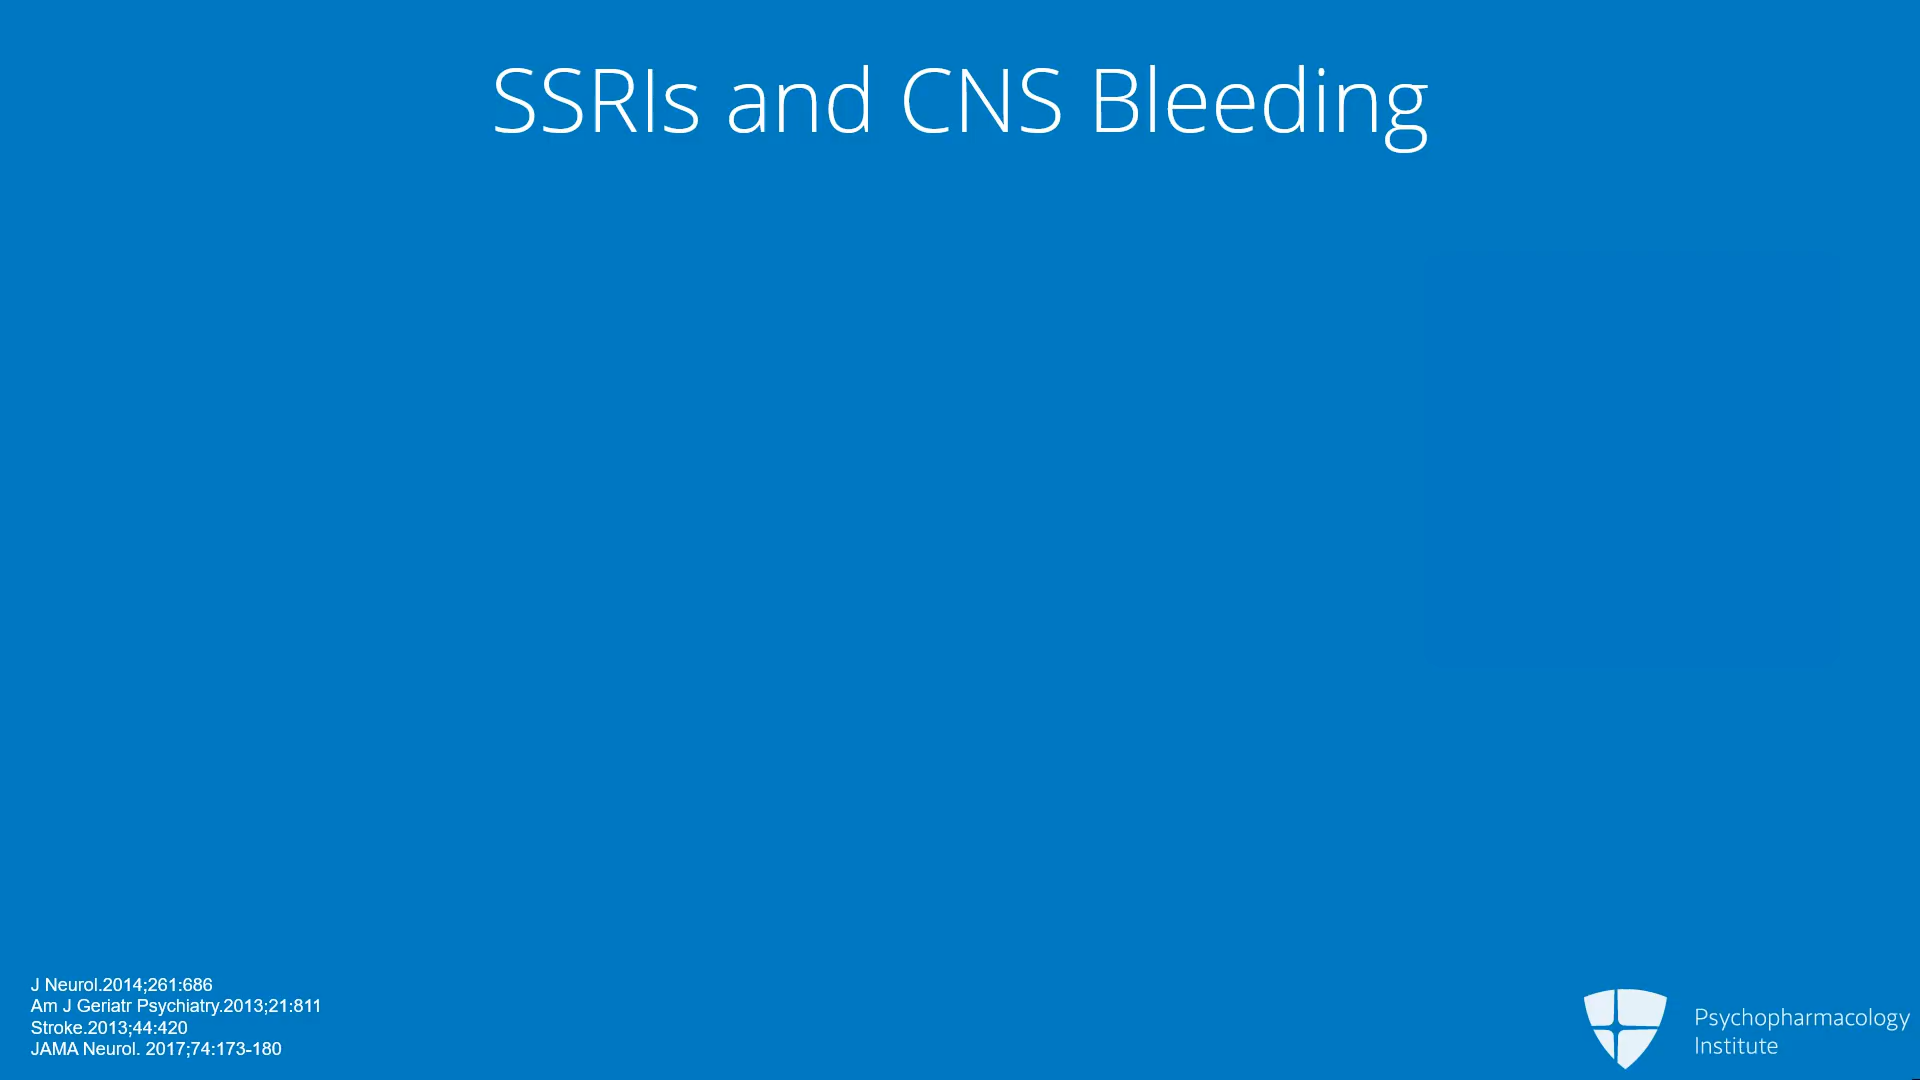 SSRIs and CNS Bleeding
J Neurol.2014;261:686
Am J Geriatr Psychiatry.2013;21:811
Stroke.2013;44:420
JAMA Neurol. 2017;74:173-180
Psychopharmacology
Institute